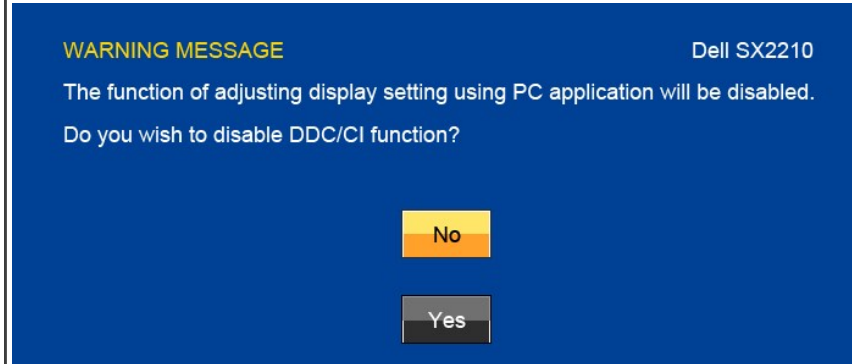 WARNING MESSAGE Dell SX2210
The function of adjusting display setting using PC application will be disabled.
Do you wish to disable DDC/CI function?
No
Yes